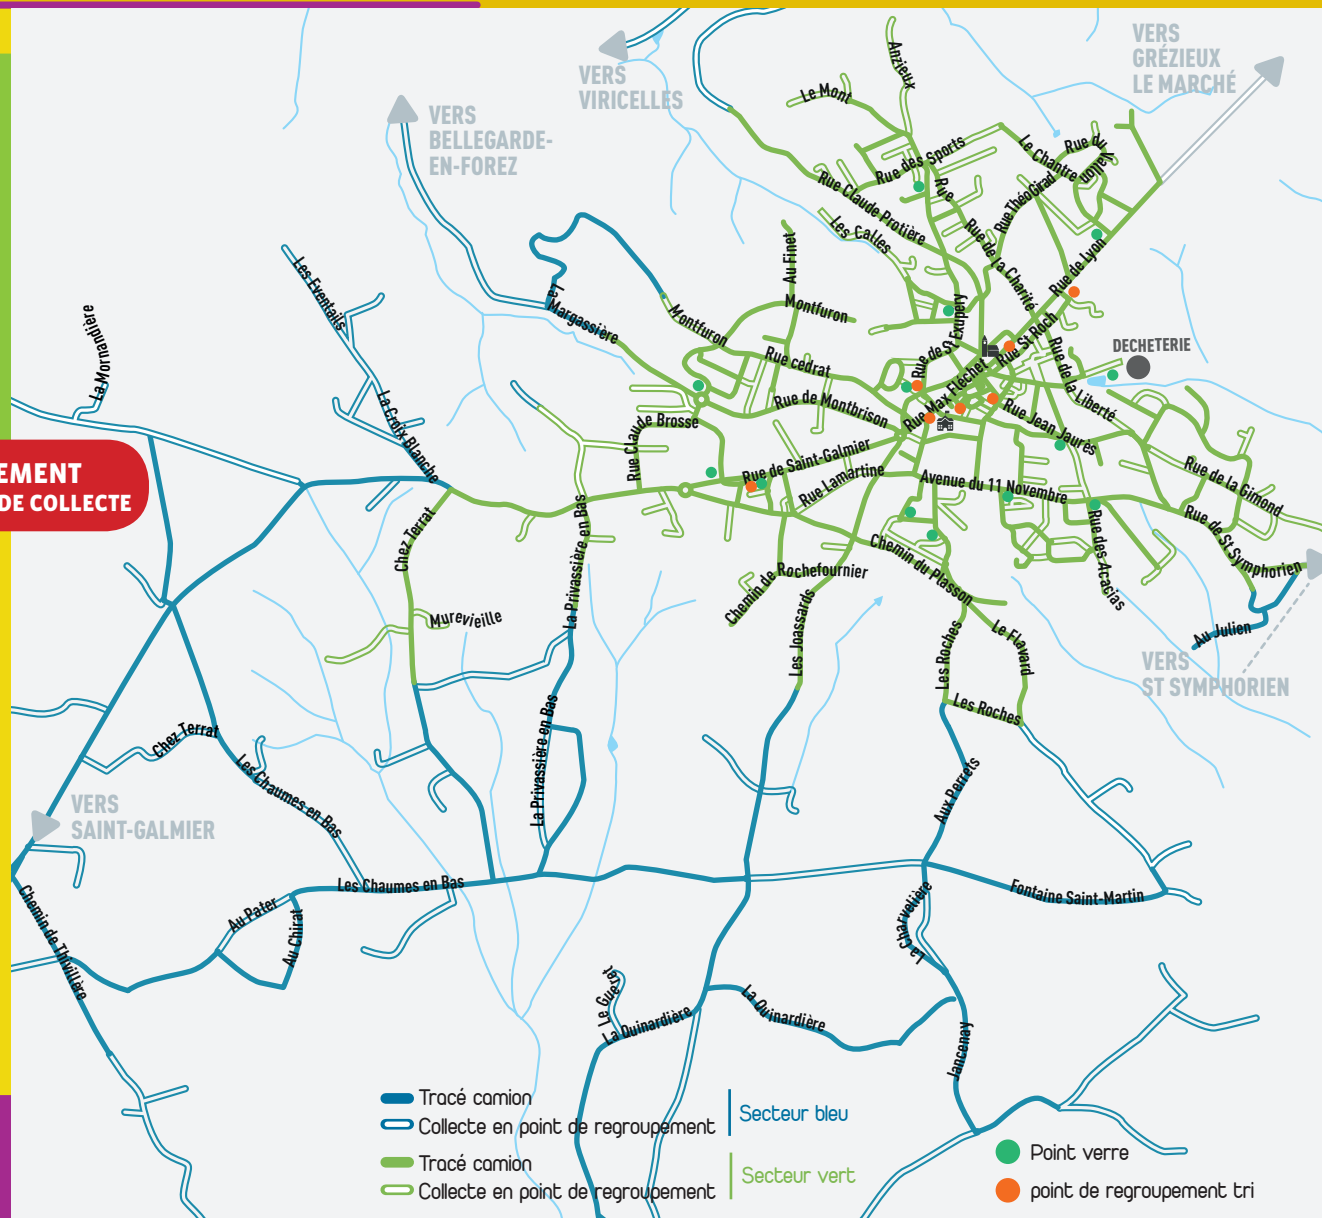 VERS
GRÉZIEUX
LE MARCHÉ
VERS
VIRICELLES
VERS
BELLEGARDE-
EN-FOREZ
Anzieux
Le Mont
Rue des Sports
Le Chantre
Rue du
Vallon
Rue Claude Protière
Rue
Rue Théo Girad
Les Calles
Rue de La Charité
Rue de Lyon
Au Finet
Les Eventails
La
Margassière
Montfuron
Montfuron
Rue de St Exupery
Rue St Roch
DECHETERIE
La Mornandière
Rue cedrat
Rue de la Liberté
Rue Max Fléchet
La Croix Blanche
Rue de Montbrison
Rue Jean Jaurès
Rue Claude Brosse
EMENT
DE COLLECTE
Rue de Saint-Galmier
Rue Lamartine
Avenue du 11 Novembre
Rue de la Gimond
Chez Terrat
La Privassière en Bas
Rue des Acacias
Rue de St Symphorien
Chemin du Plasson
Chemin de
Rochefournier
Murevieille
Les Joassards
Les Roches
Le Flavard
Au Julien
VERS
ST SYMPHORIEN
Les Roches
Chez Terrat
La Privassière en Bas
Les Chaumes en Bas
Aux Perrets
VERS
SAINT-GALMIER
Les Chaumes en Bas
Fontaine Saint-Martin
Chemin de Thivillère
Au Pater
Au Chirat
La Charvelière
Le Gueret
La Quinardière
La Quinardière
Jancenay
Tracé camion
Collecte en point de regroupement
Secteur bleu
Tracé camion
Collecte en point de regroupement
Secteur vert
Point verre
point de regroupement tri